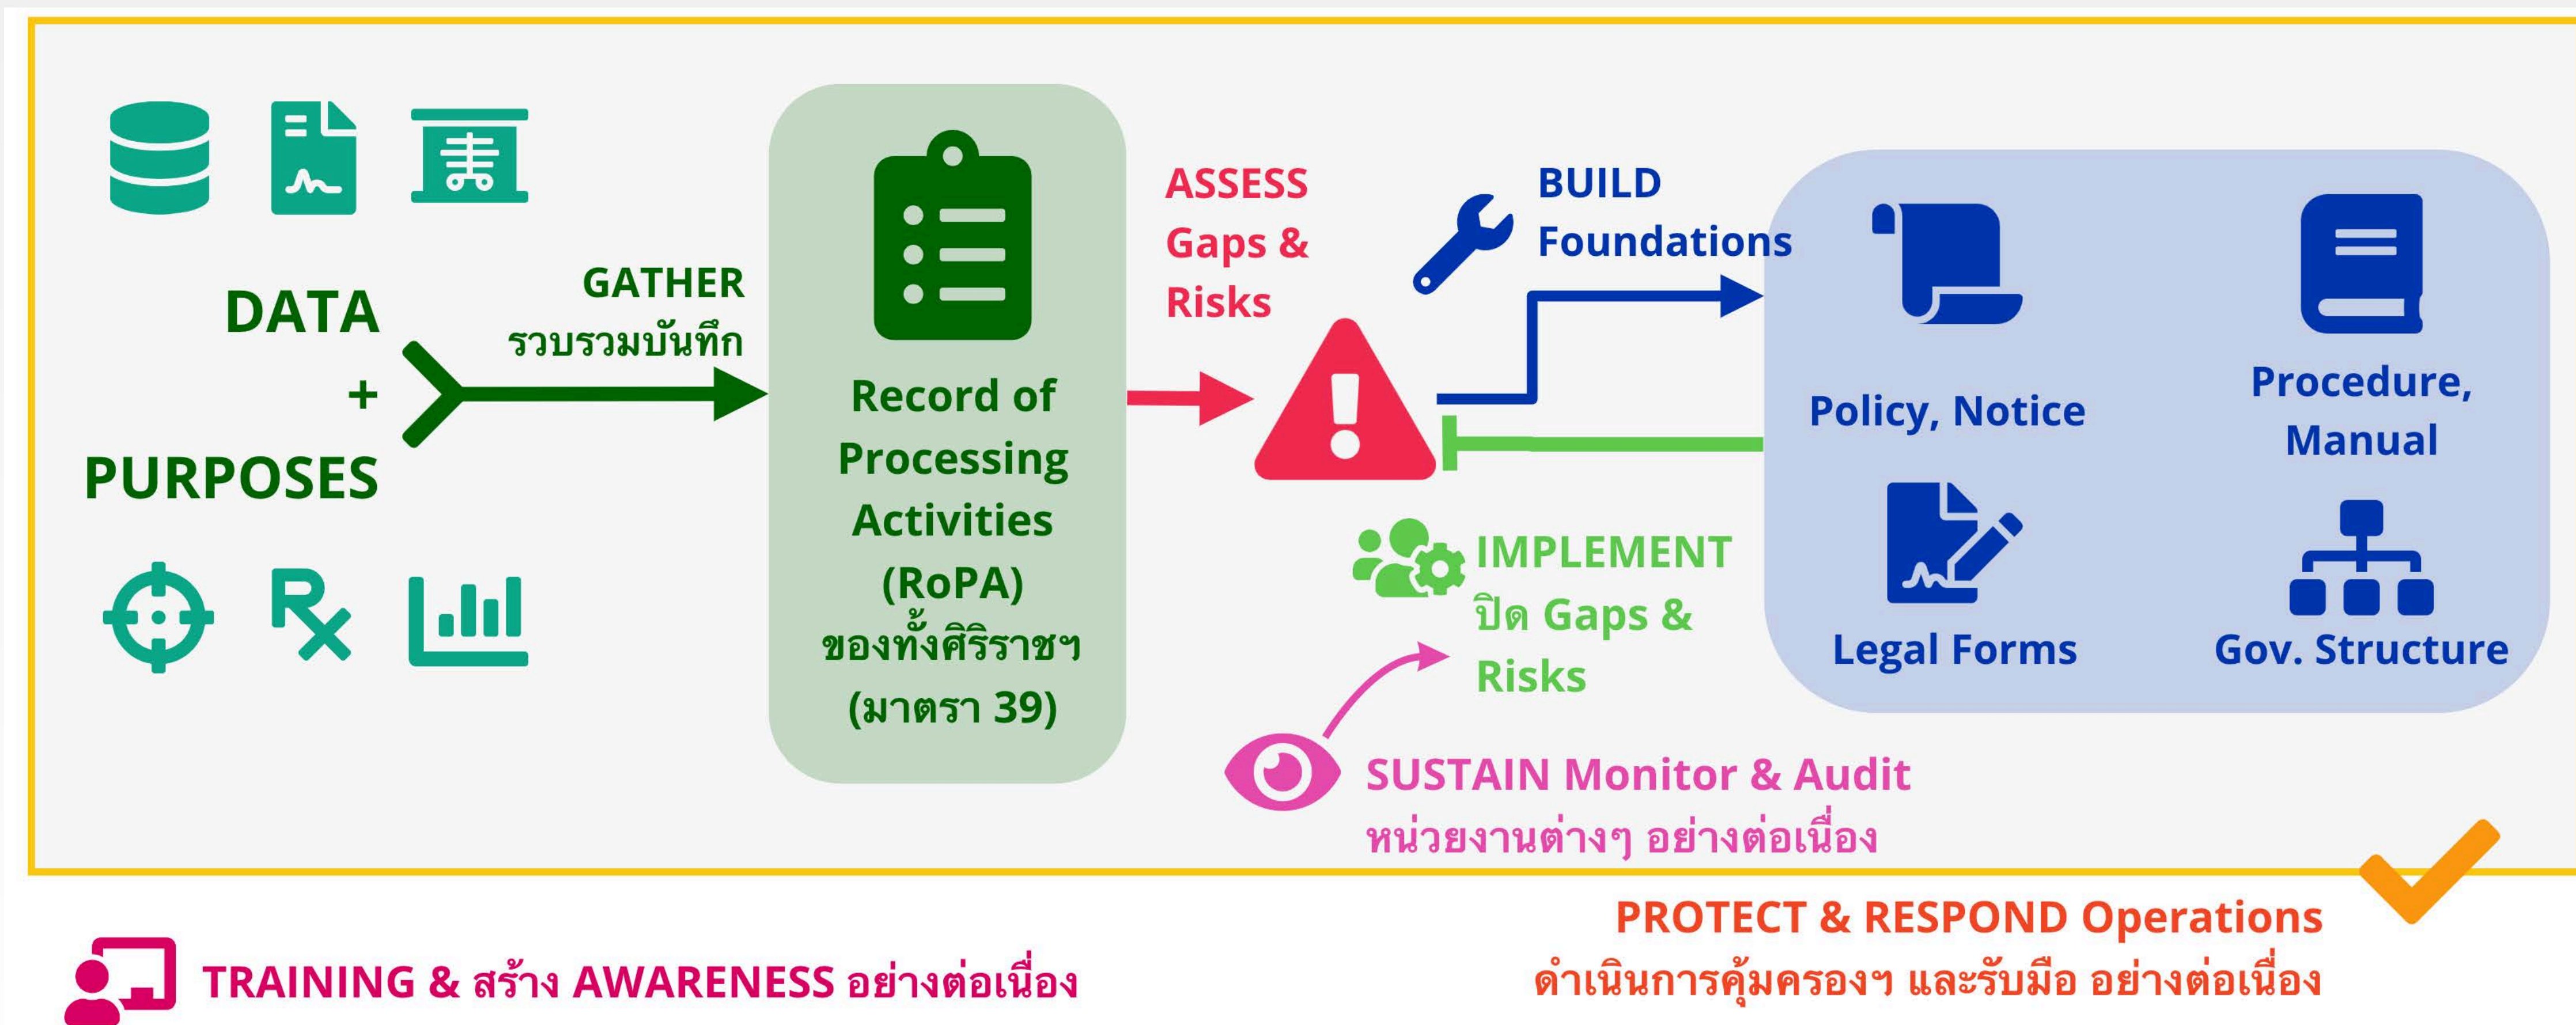 DATA
+
PURPOSES
GATHER
รวบรวมบันทึก
Record of
Processing
Activities
(RoPA)
ของทั้งศิริราชฯ
(มาตรา 39)
ASSESS
Gaps &
Risks
BUILD
Foundations
Policy, Notice
Procedure,
Manual
Legal Forms
Gov. Structure
IMPLEMENT
ปิด Gaps &
Risks
SUSTAIN Monitor & Audit
หน่วยงานต่างๆ อย่างต่อเนื่อง
TRAINING & สร้าง AWARENESS อย่างต่อเนื่อง
PROTECT & RESPOND Operations
ดำเนินการคุ้มครองฯ และรับมือ อย่างต่อเนื่อง